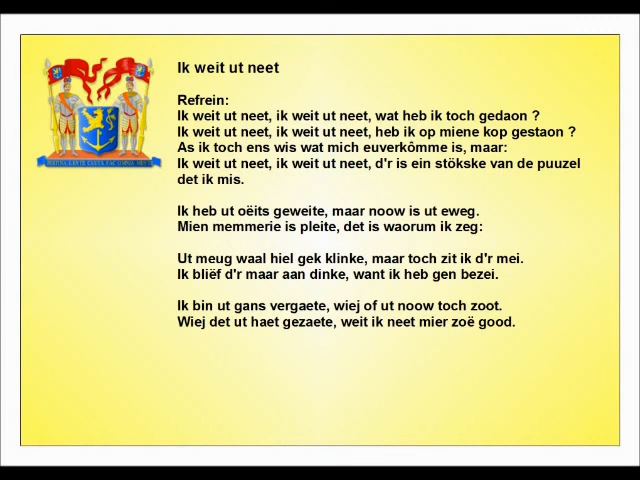 Ik weit ut neet
Refrein:
Ik weit ut neet, ik weit ut neet, wat heb ik toch gedaon ?
Ik weit ut neet, ik weit ut neet, heb ik op miene kop gestaon ?
As ik toch ens wis wat mich euverkômme is, maar:
Ik weit ut neet, ik weit ut neet, d'r is ein stökske van de puuzel
det ik mis.
Ik heb ut oëits geweite, maar noow is ut eweg.
Mien memmerie is pleite, det is waorum ik zeg:
Ut meug waal hiel gek klinke, maar toch zit ik d'r mei.
Ik bliëf d'r maar aan dinke, want ik heb gen bezei.
Ik bin ut gans vergaete, wiej of ut noow toch zoot.
Wiej det ut haet gezaete, weit ik neet mier zoë good.